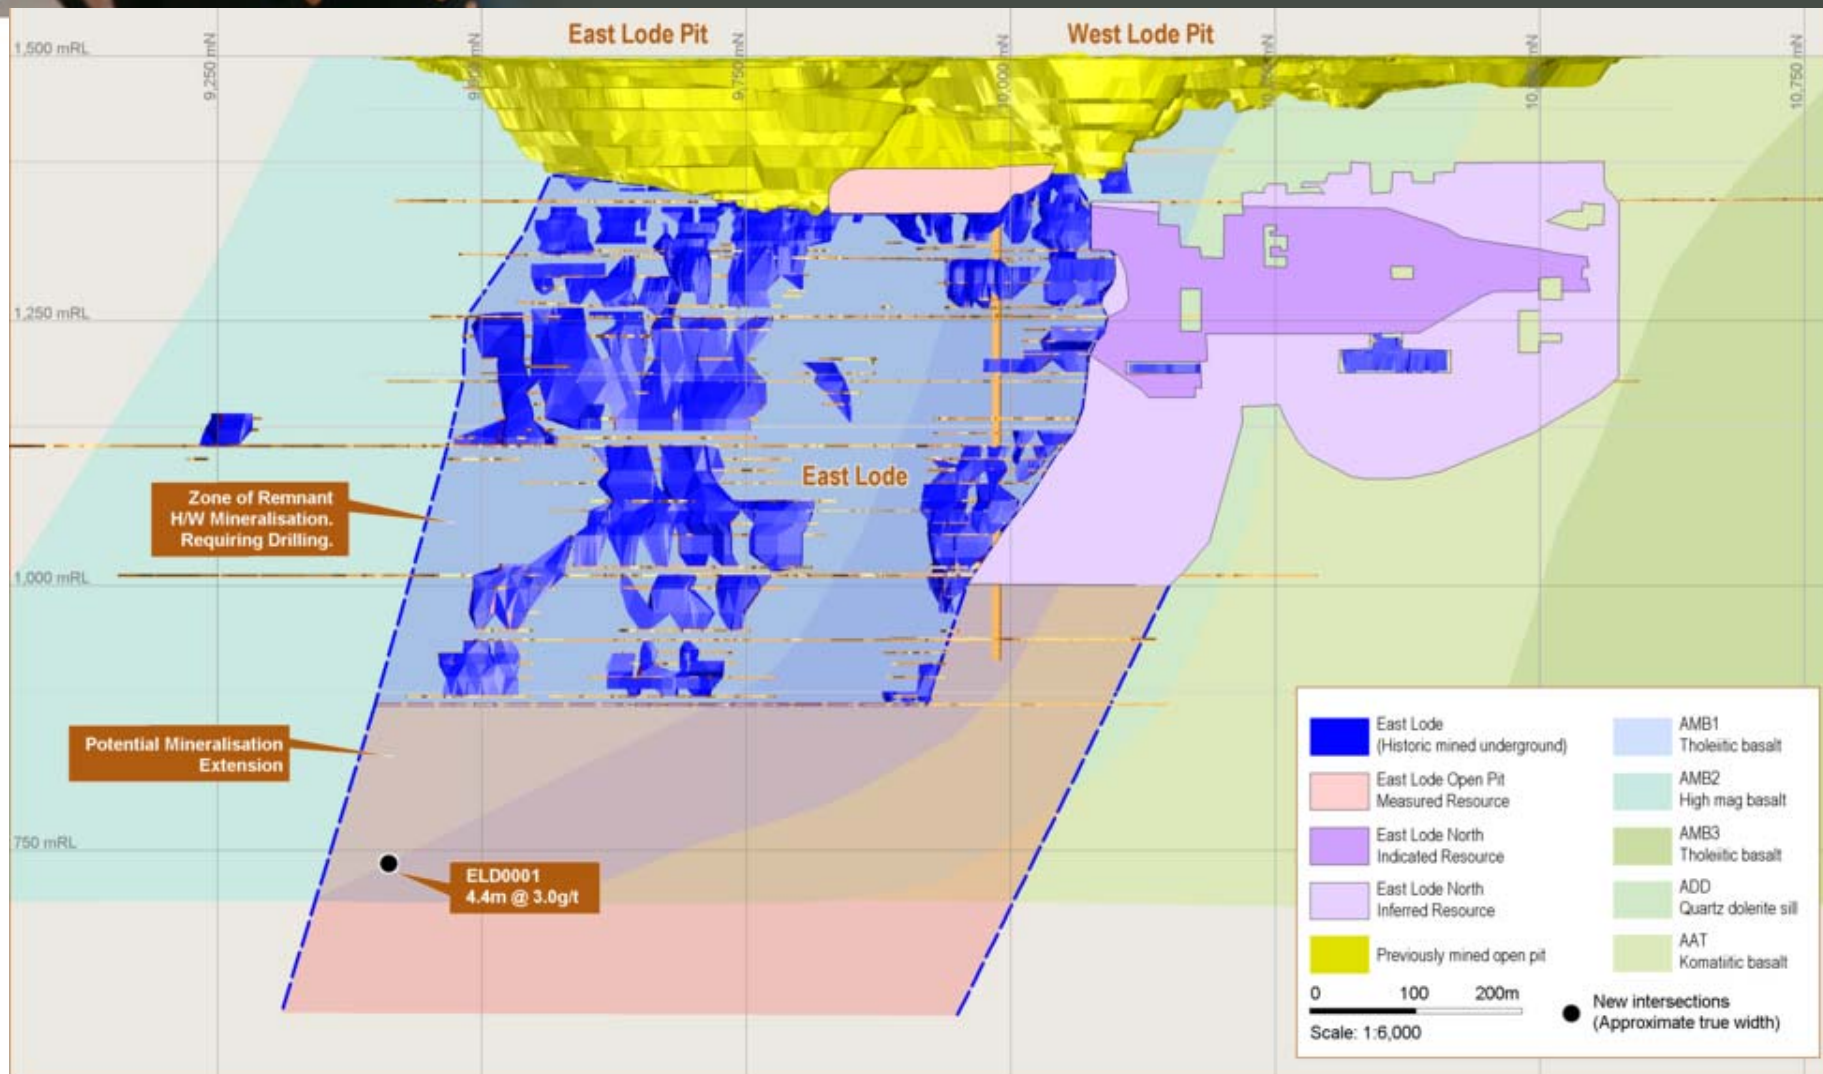 East Lode Pit
West Lode Pit
1,500 mRL
9,250 mN
9,750 mN
10,000 mN
10,750 mN
1,250 mRL
East Lode
Zone of Remnant
H/W Mineralisation.
Requiring Drilling.
1,000 mRL
Potential Mineralisation
Extension
750 mRL
ELD0001
4.4m @ 3.0g/t
East Lode
(Historic mined underground)
East Lode Open Pit
Measured Resource
East Lode North
Indicated Resource
East Lode North
Inferred Resource
Previously mined open pit
0 100 200m
Scale: 1:6,000
AMB1
Tholeiitic basalt
AMB2
High mag basalt
AMB3
Tholeiitic basalt
ADD
Quartz dolerite sill
AAT
Komatiitic basalt
New intersections
(Approximate true width)